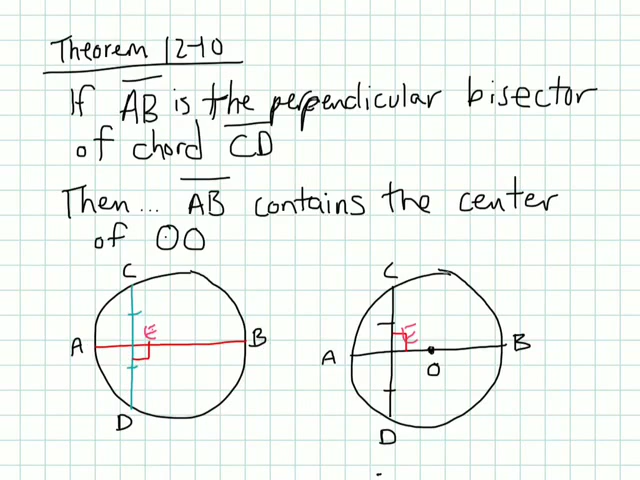 Theorem 12-10
If AB is the perpendicular bisector
of chord CD
Then... AB contains the center
of ⊙O
C
A
E
B
D
C
A
E
B
O
D